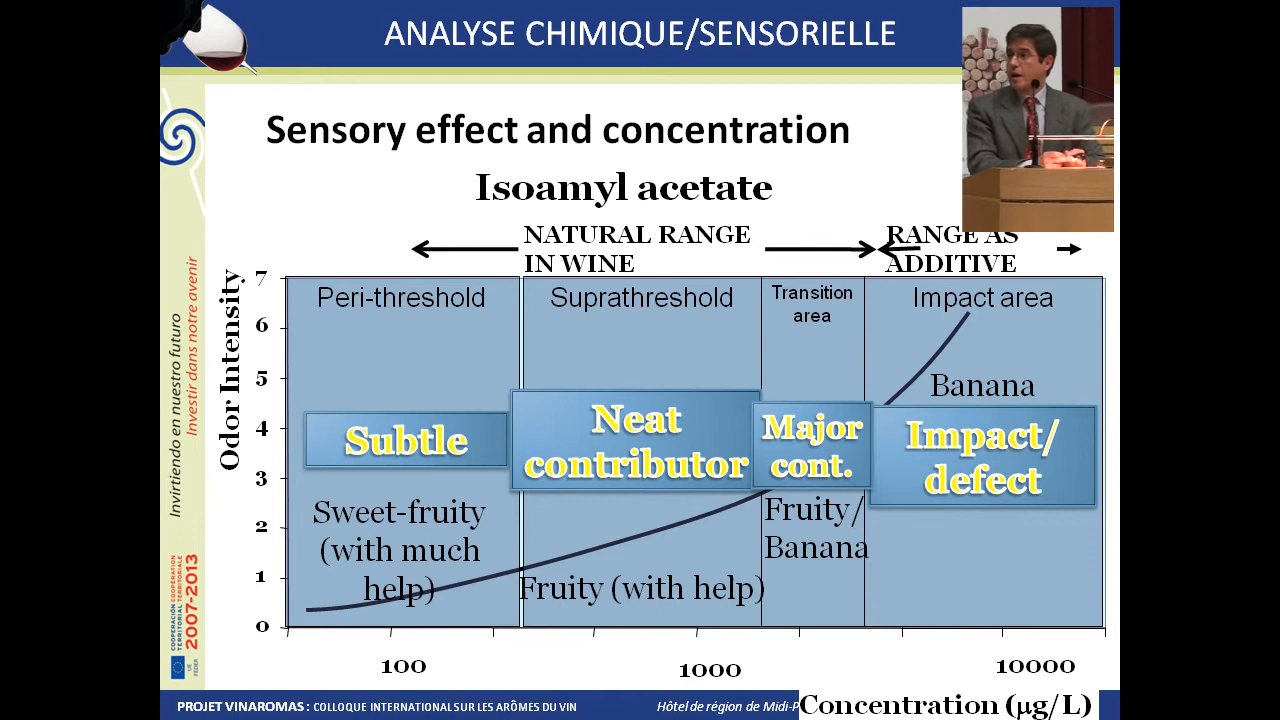 ANALYSE CHIMIQUE/SENSORIELLE
Sensory effect and concentration
Isoamyl acetate
NATURAL RANGE
IN WINE
RANGE AS
ADDITIVE
Odor Intensity
7
6
5
4
3
2
1
0
Peri-threshold
Suprathreshold
Transition
area
Impact area
Banana
Subtle
Neat
contributor
Major
cont.
Impact/
defect
Sweet-fruity
(with much
help)
Fruity (with help)
Fruity/
Banana
100
1000
10000
Concentration (µg/L)
Invirtiendo en nuestro futuro
Investir dans notre avenir
COOPERACIÓN
TERRITORIAL
COOPÉRATION
TERRITORIALE
2007-2013
UE
FEDER
PROJET VINAROMAS : COLLOQUE INTERNATIONAL SUR LES ARÔMES DU VIN
Hôtel de région de Midi-P